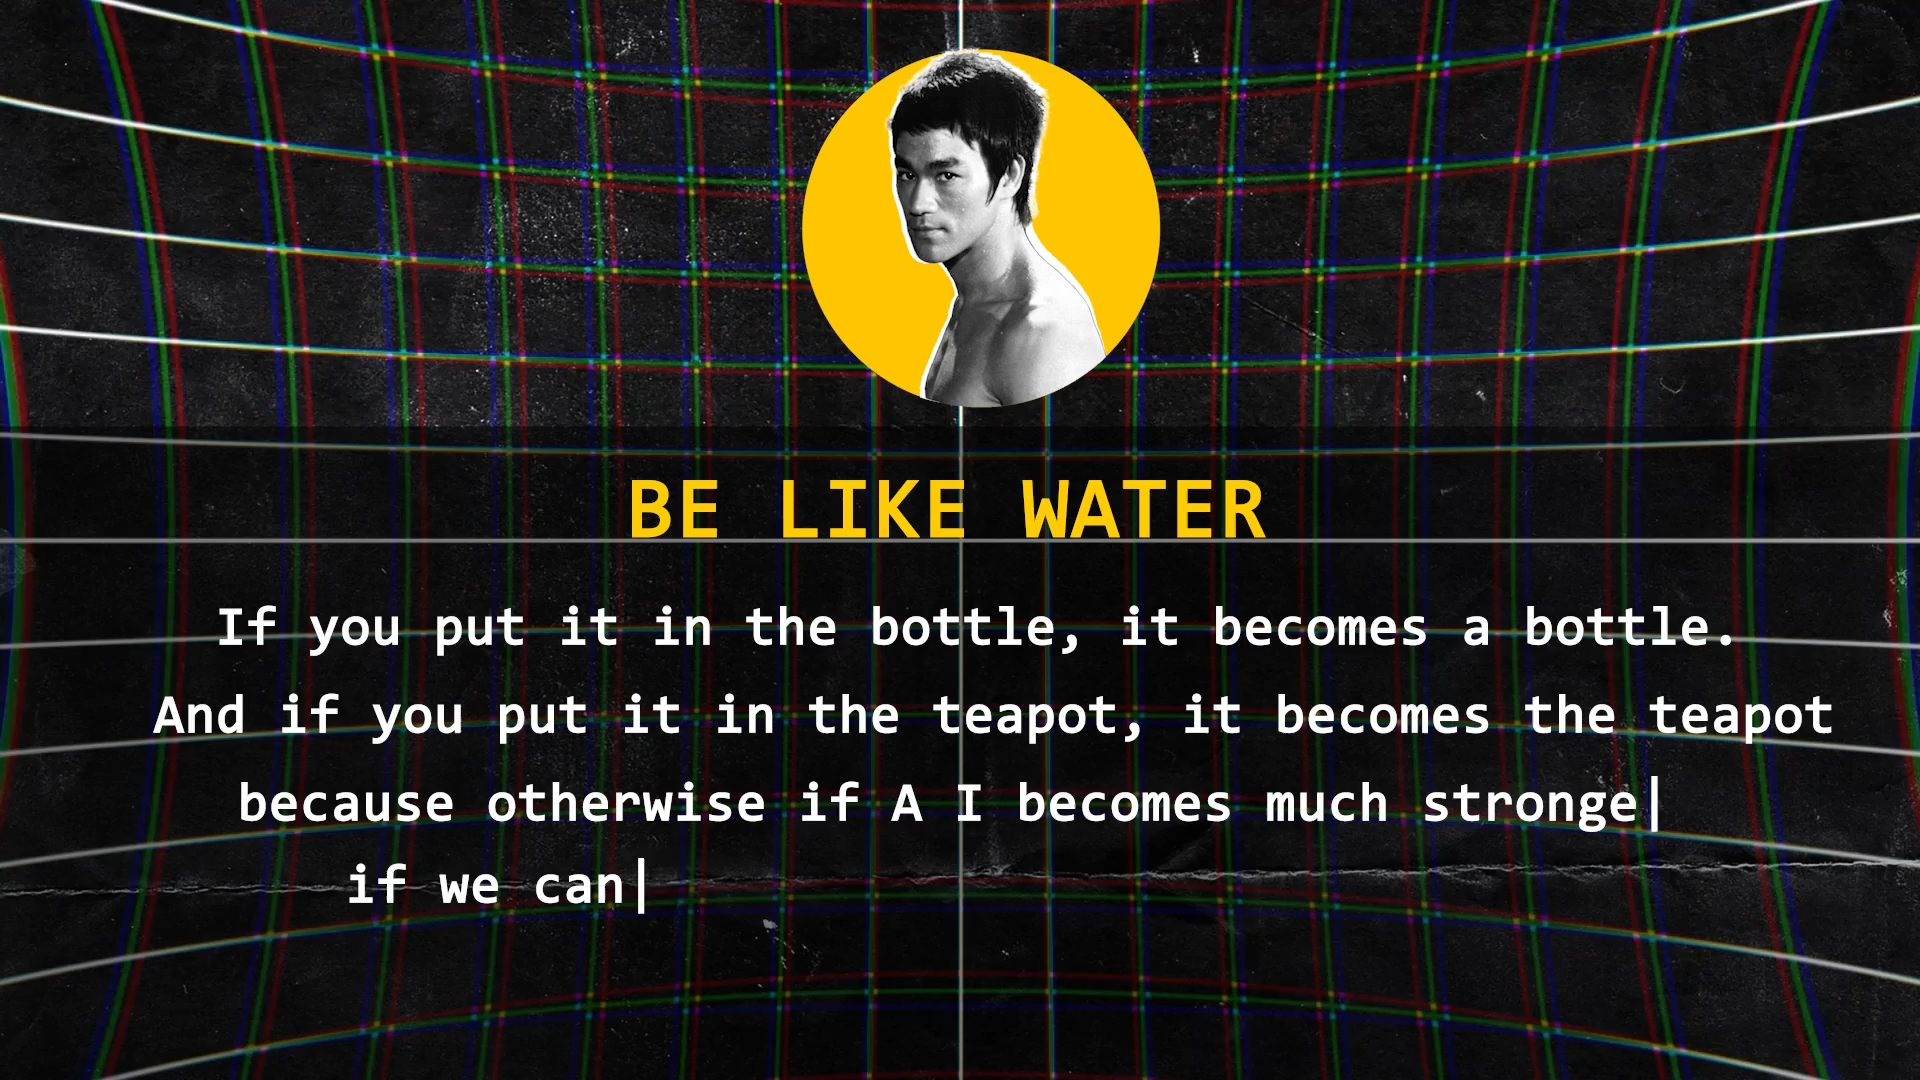 BE LIKE WATER
If you put it in the bottle, it becomes a bottle.
And if you put it in the teapot, it becomes the teapot
because otherwise if A I becomes much stronge|
if we can|